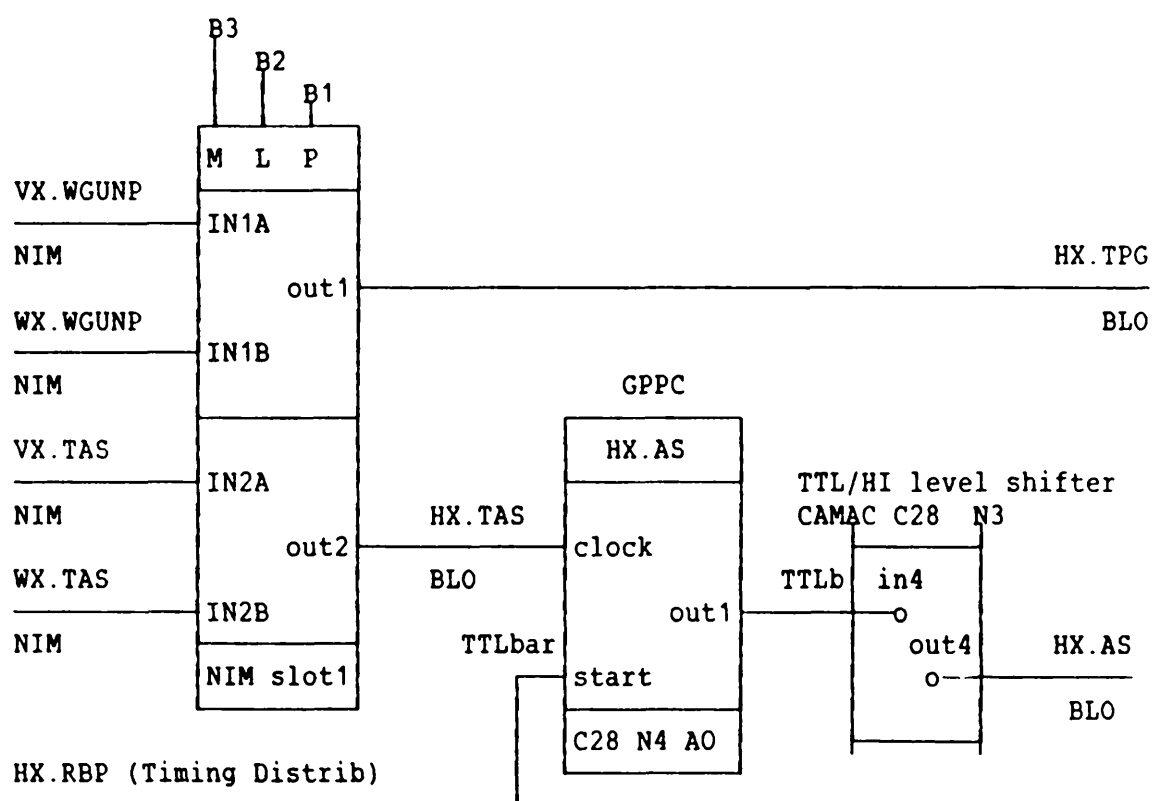 B3
B2
B1
M L P
VX.WGUNP
IN1A
NIM
HX.TPG
out1
WX.WGUNP
BLO
IN1B
NIM
GPPC
VX.TAS
HX.AS
IN2A
TTL/HI level shifter
NIM
HX.TAS
CAMAC C28 N3
out2
clock
WX.TAS
BLO
TTLb
in4
IN2B
out1
NIM
TTLbar
out4
HX.AS
NIM slot1
start
BLO
C28 N4 A0
HX.RBP (Timing Distrib)